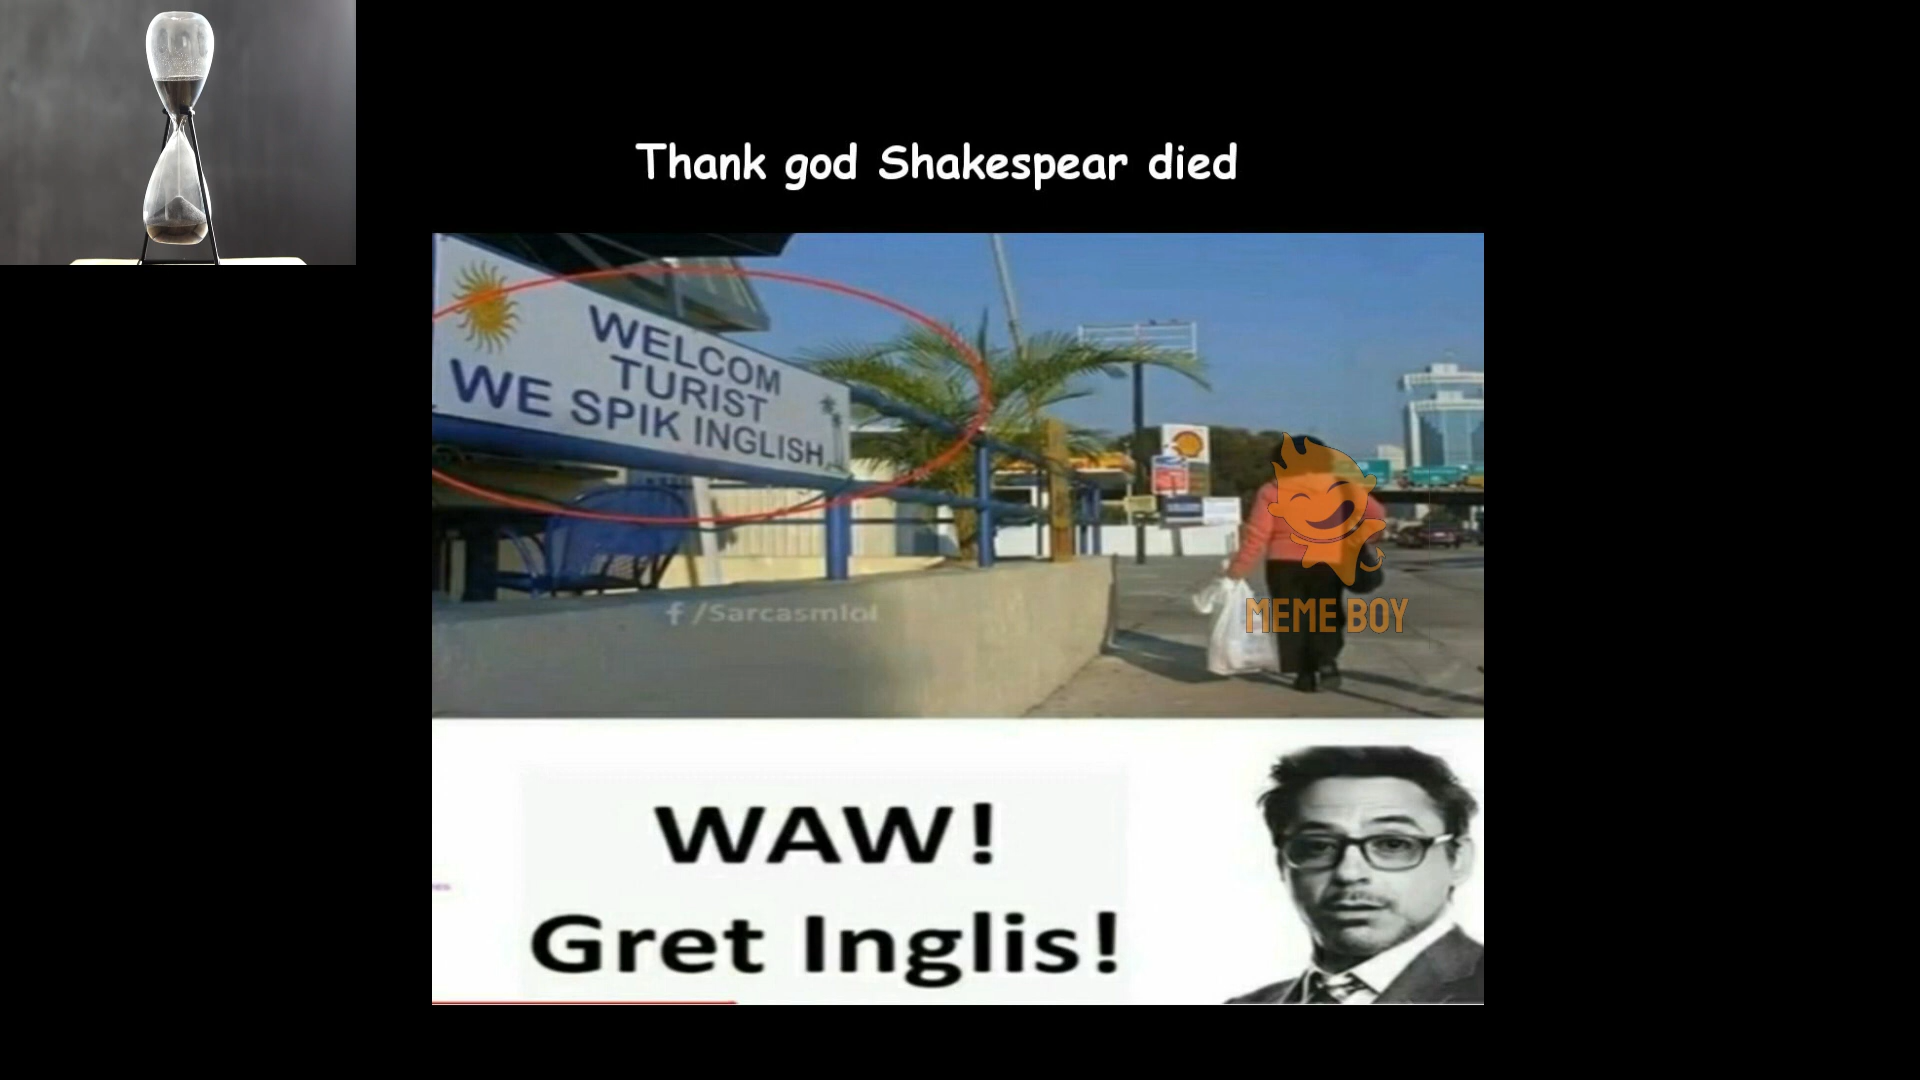 Thank god Shakespear died
WELCOM
TURIST
WE SPIK INGLISH
f/Sarcasmlol
MEME BOY
WAW!
Gret Inglis!